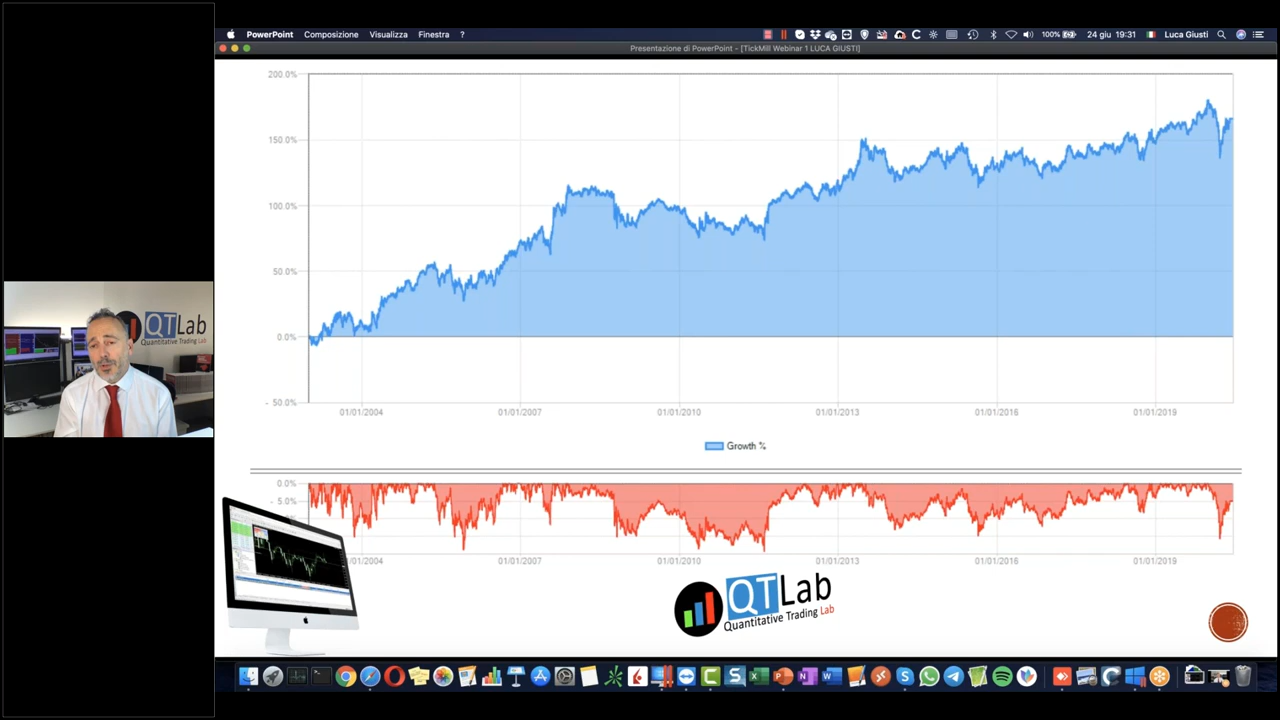 PowerPoint Composizione Visualizza Finestra ? 100% 24 giu 19:31 Luca Giusti
Presentazione di PowerPoint - [TickMill Webinar 1 LUCA GIUSTI]
200.0%
150.0%
100.0%
50.0%
0.0%
- 50.0%
01/01/2004 01/01/2007 01/01/2010 01/01/2013 01/01/2016 01/01/2019
Growth %
0.0%
- 5.0%
01/01/2004 01/01/2007 01/01/2010 01/01/2013 01/01/2016 01/01/2019
QTLab
Quantitative Trading Lab
QTLab
Quantitative Trading Lab